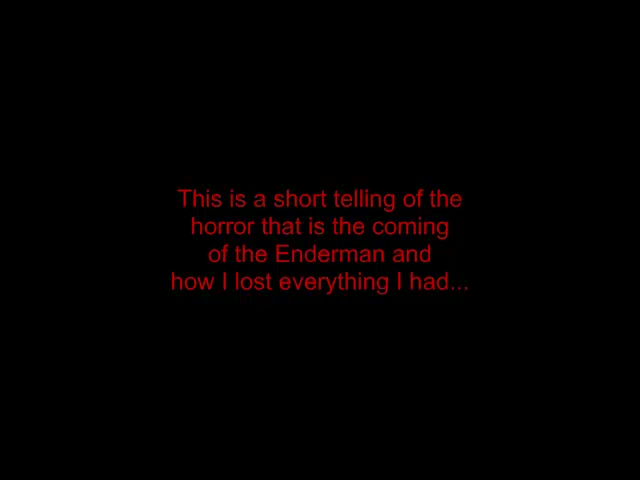 This is a short telling of the
horror that is the coming
of the Enderman and
how I lost everything I had...